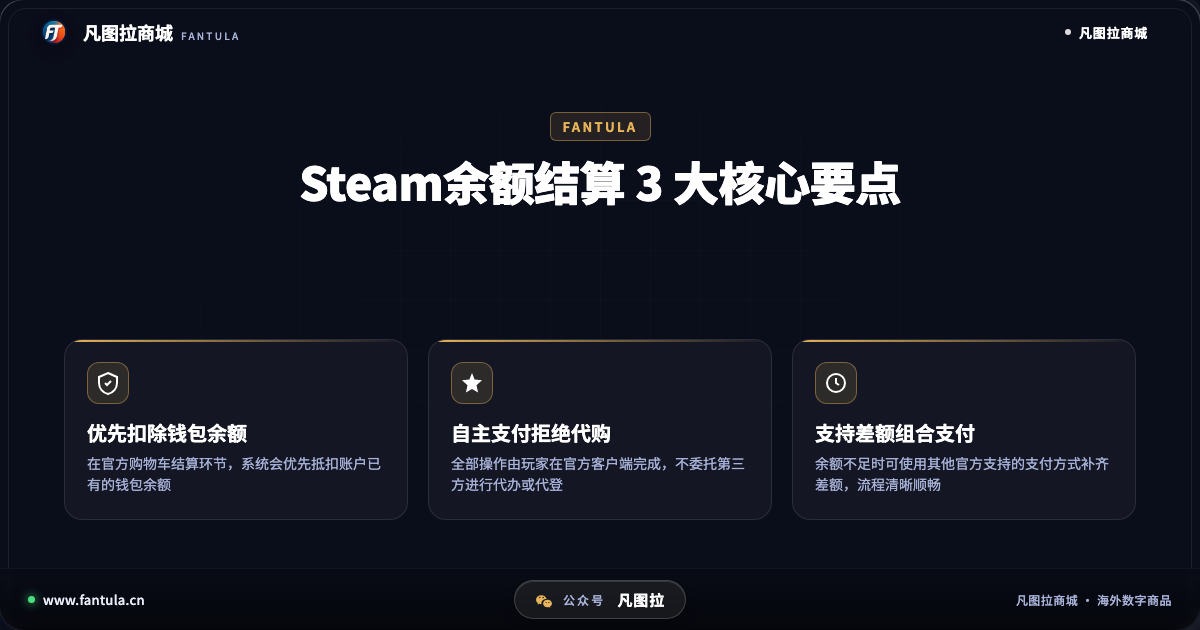 凡图拉商城 FANTULA
凡图拉商城
FANTULA
Steam余额结算 3 大核心要点
优先扣除钱包余额
在官方购物车结算环节，系统会优先抵扣账户已
有的钱包余额
自主支付拒绝代购
全部操作由玩家在官方客户端完成，不委托第三
方进行代办或代登
支持差额组合支付
余额不足时可使用其他官方支持的支付方式补齐
差额，流程清晰顺畅
www.fantula.cn
公众号 凡图拉
凡图拉商城 · 海外数字商品